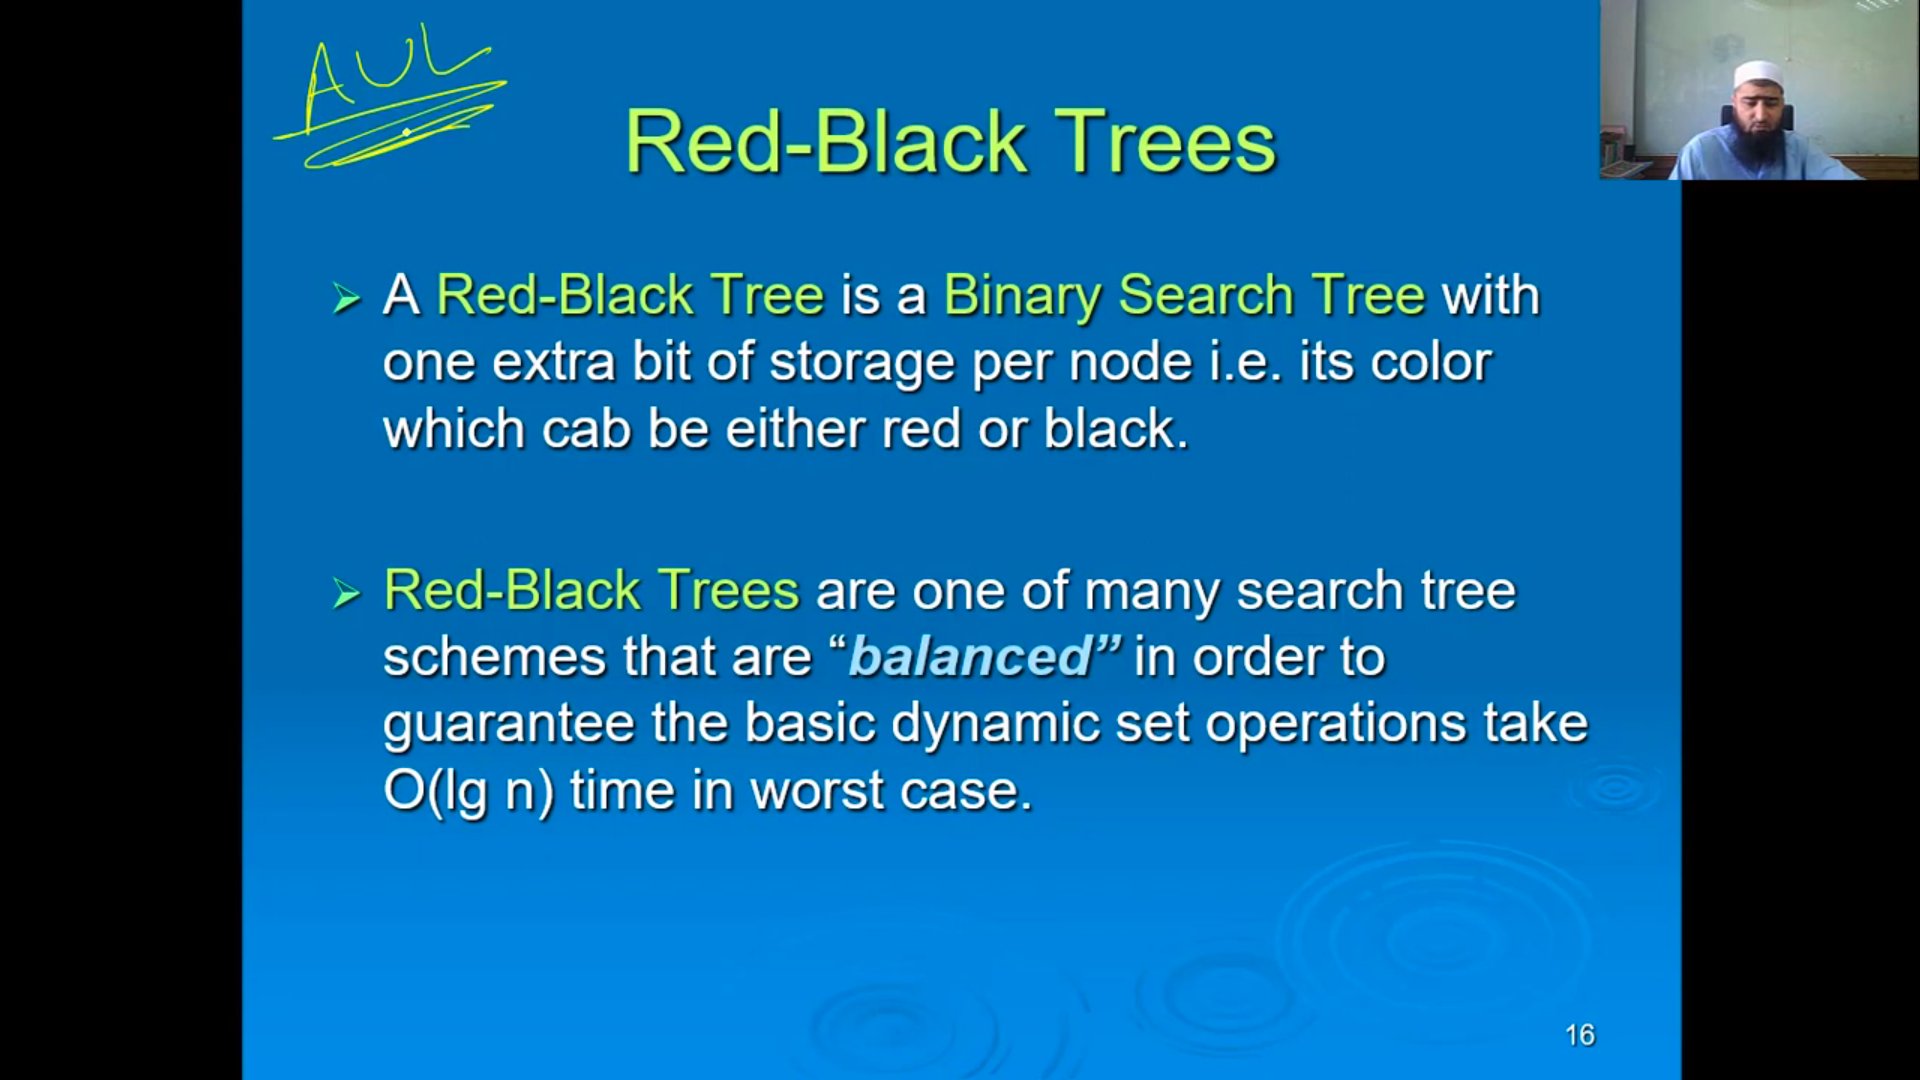 AUL
Red-Black Trees
A Red-Black Tree is a Binary Search Tree with
one extra bit of storage per node i.e. its color
which cab be either red or black.
Red-Black Trees are one of many search tree
schemes that are “balanced” in order to
guarantee the basic dynamic set operations take
O(lg n) time in worst case.
16